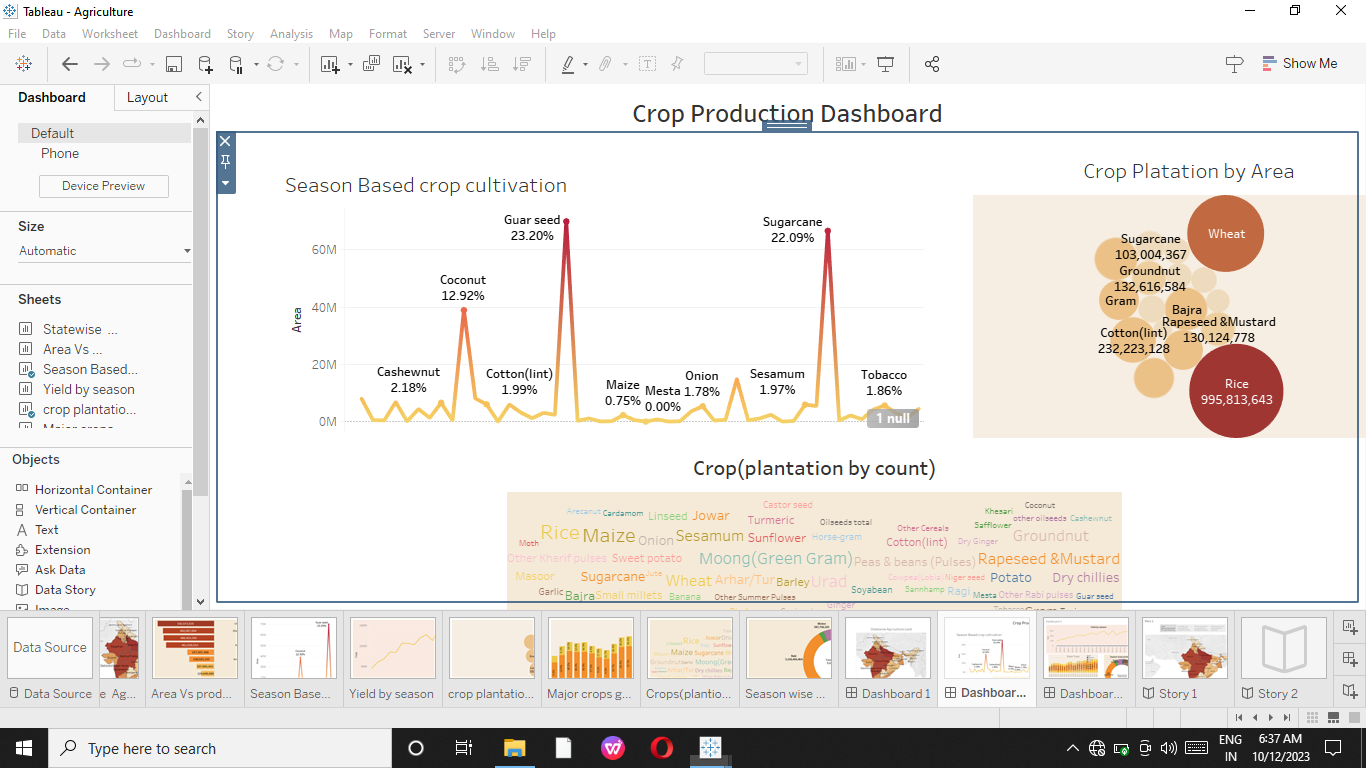 Tableau - Agriculture
File Data Worksheet Dashboard Story Analysis Map Format Server Window Help
Show Me
Dashboard Layout
Default
Phone
Device Preview
Size
Automatic
Sheets
Statewise ...
Area Vs ...
Season Based...
Yield by season
crop plantatio...
Objects
Horizontal Container
Vertical Container
Text
Extension
Ask Data
Data Story
Image
Crop Production Dashboard
Season Based crop cultivation
Area
60M
40M
20M
0M
Cashewnut
2.18%
Coconut
12.92%
Cotton(lint)
1.99%
Guar seed
23.20%
Maize
0.75%
Mesta
0.00%
Onion
1.78%
Sesamum
1.97%
Sugarcane
22.09%
Tobacco
1.86%
1 null
Crop Platation by Area
Wheat
Sugarcane
103,004,367
Groundnut
132,616,584
Gram
Bajra
Rapeseed &Mustard
130,124,778
Cotton(lint)
232,223,128
Rice
995,813,643
Crop(plantation by count)
Castor seed
Coconut
Arecanut Cardamom Linseed Jowar Khesari
Turmeric Oilseeds total other oilseeds Cashewnut
Safflower
Rice Maize Onion Sesamum Sunflower Horse-gram Other Cereals Groundnut
Moth Cotton(lint) Dry Ginger
Other Kharif pulses Sweet potato Moong(Green Gram) Peas & beans (Pulses) Rapeseed &Mustard
Masoor Sugarcane Jute Wheat Arhar/Tur Barley Urad Cowpea(Lobia) Niger seed Potato Dry chillies
Garlic Bajra Small millets Banana Other Summer Pulses Soyabean Sannhamp Ragi Mesta Other Rabi pulses Guar seed
Ginger
Data Source
Data Source
e Ag...
Area Vs prod...
Season Base...
Yield by season
crop plantatio...
Major crops g...
Crops(plantio...
Season wise ...
Dashboard 1
Dashboar...
Dashboar...
Story 1
Story 2
Type here to search
ENG
IN
6:37 AM
10/12/2023